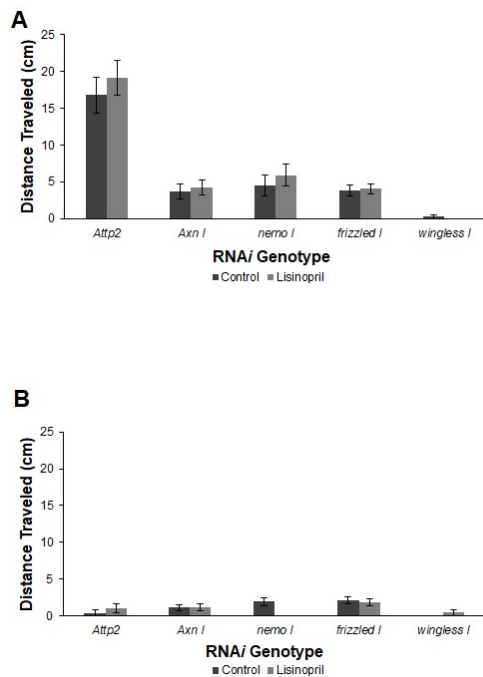 A
25
20
15
10
5
0
Distance Traveled (cm)
Attp2 Axn I nemo I frizzled I wingless I
RNAi Genotype
Control Lisinopril
B
25
20
15
10
5
0
Distance Traveled (cm)
Attp2 Axn I nemo I frizzled I wingless I
RNAi Genotype
Control Lisinopril